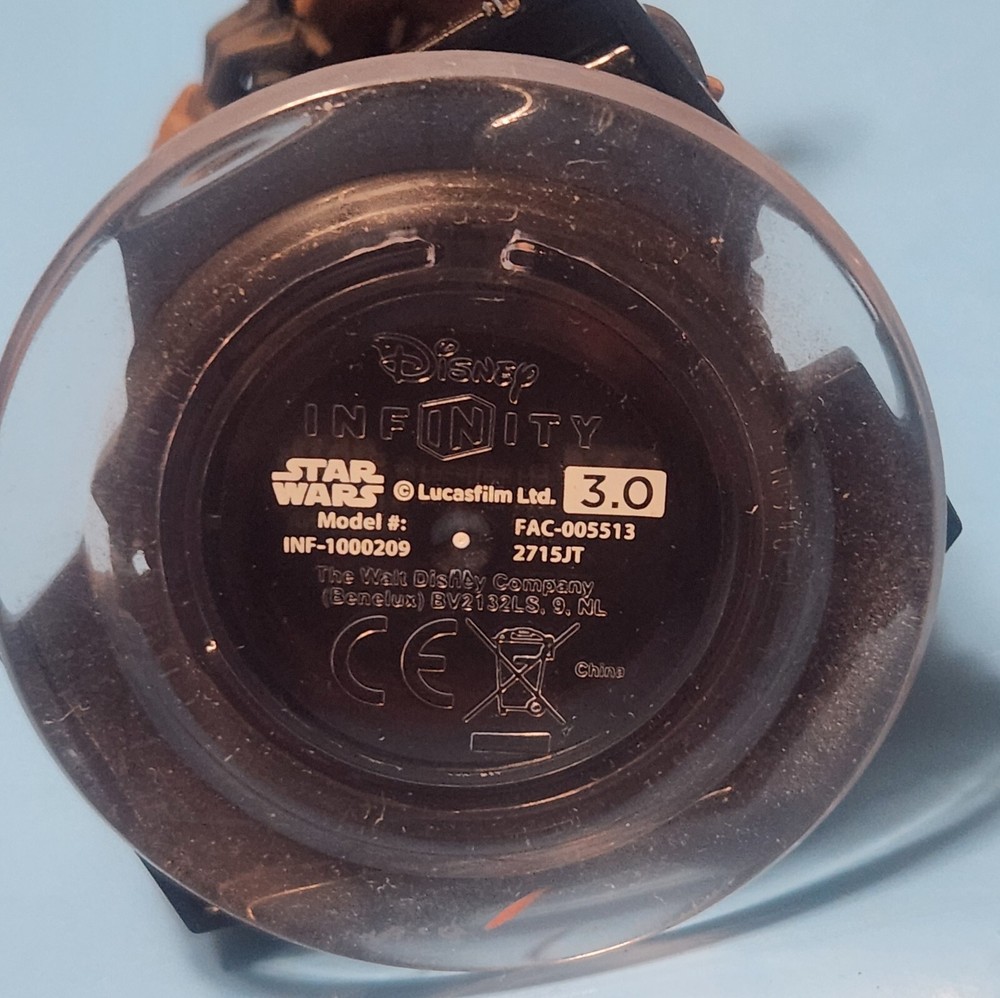 Disney
INFINITY
STAR WARS © Lucasfilm Ltd. 3.0
Model #: FAC-005513
INF-1000209 2715JT
The Walt Disney Company
(Benelux) BV2132LS, 9, NL
CE
China